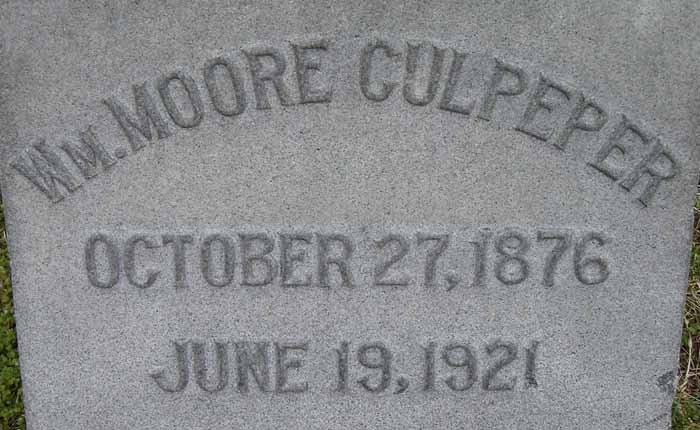 WM. MOORE CULPEPER
OCTOBER 27, 1876
JUNE 19, 1921